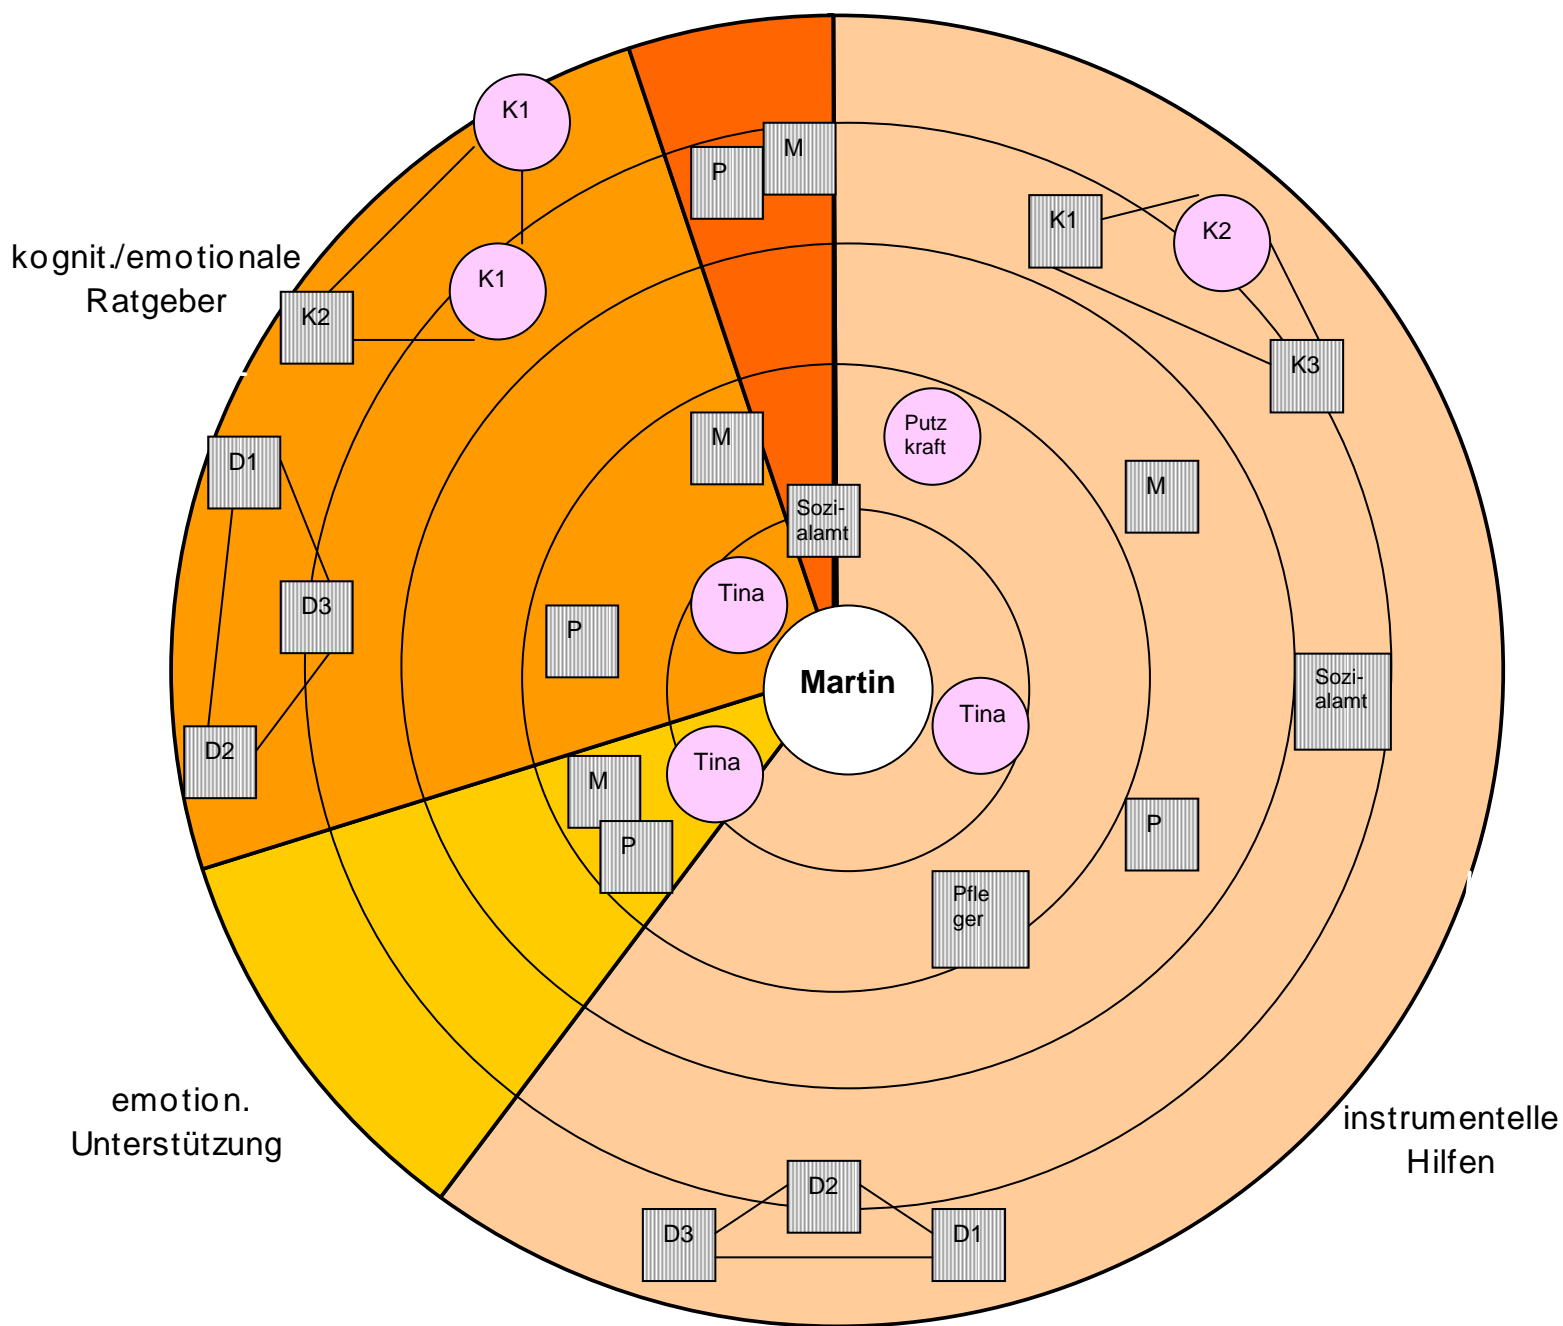 K1
M
P
K1
K2
kognit./emotionale
Ratgeber
K1
K2
K3
Putz
kraft
M
D1
M
Sozi-
alamt
Tina
D3
P
Martin
Sozi-
alamt
Tina
D2
Tina
M
P
P
Pfle
ger
emotion.
Unterstützung
instrumentelle
Hilfen
D2
D3
D1